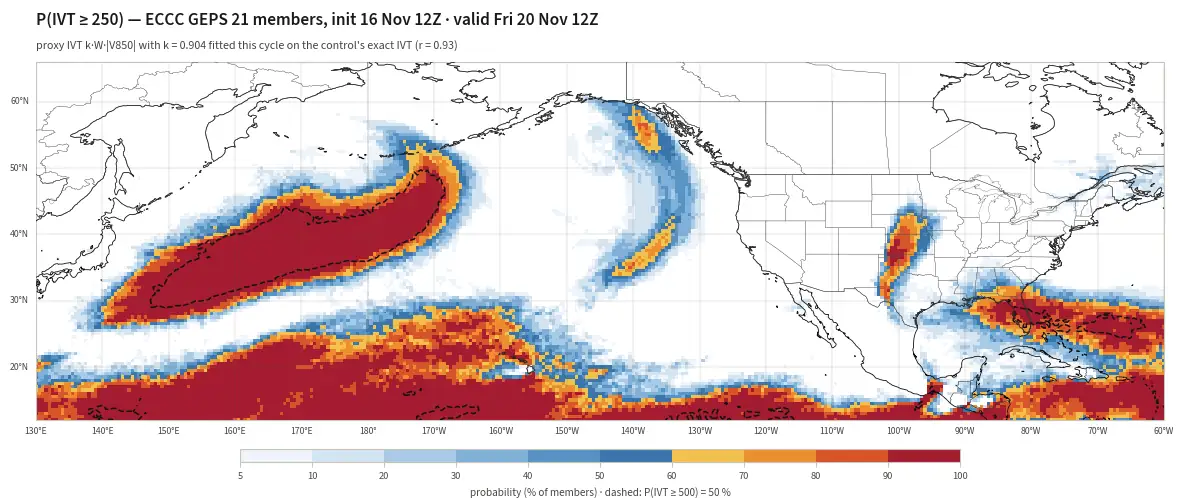 P(IVT ≥ 250) — ECCC GEPS 21 members, init 16 Nov 12Z · valid Fri 20 Nov 12Z
proxy IVT k·W·|V850| with k = 0.904 fitted this cycle on the control's exact IVT (r = 0.93)
60°N
50°N
40°N
30°N
20°N
130°E 140°E 150°E 160°E 170°E 180° 170°W 160°W 150°W 140°W 130°W 120°W 110°W 100°W 90°W 80°W 70°W 60°W
5 10 20 30 40 50 60 70 80 90 100
probability (% of members) · dashed: P(IVT ≥ 500) = 50 %